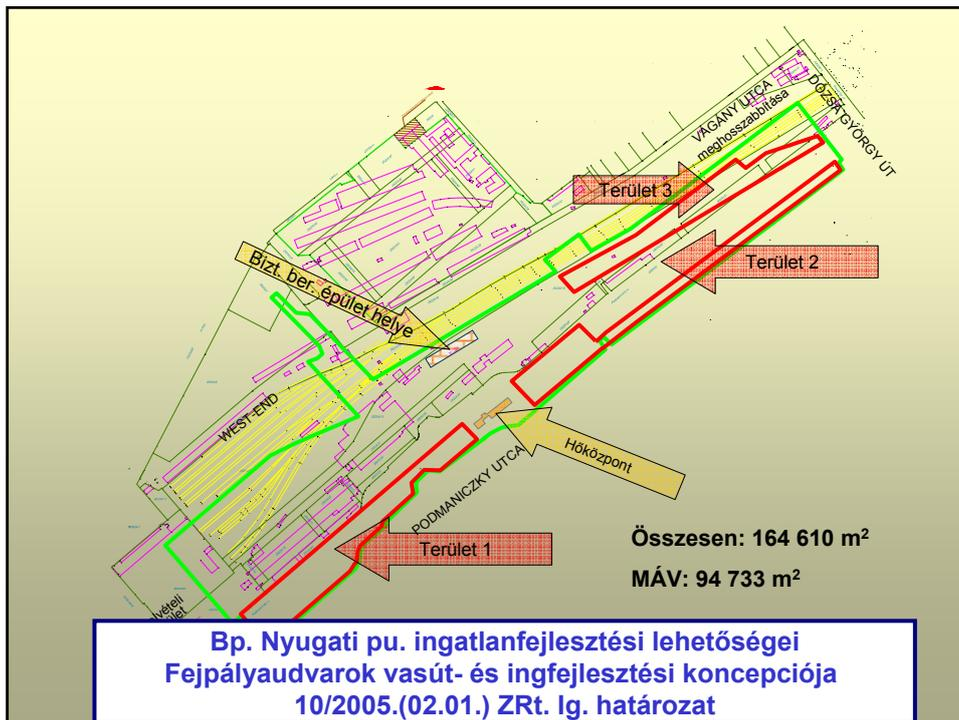 VÁGÁNY UTCA
meghosszabbítása
DÓZSA GYÖRGY ÚT
Terület 3
Terület 2
Bizt. ber. épület helye
WEST-END
Hőközpont
PODMANICZKY UTCA
Terület 1
Összesen: 164 610 m²
MÁV: 94 733 m²
Bp. Nyugati pu. ingatlanfejlesztési lehetőségei
Fejpályaudvarok vasút- és ingfejlesztési koncepciója
10/2005.(02.01.) ZRt. Ig. határozat